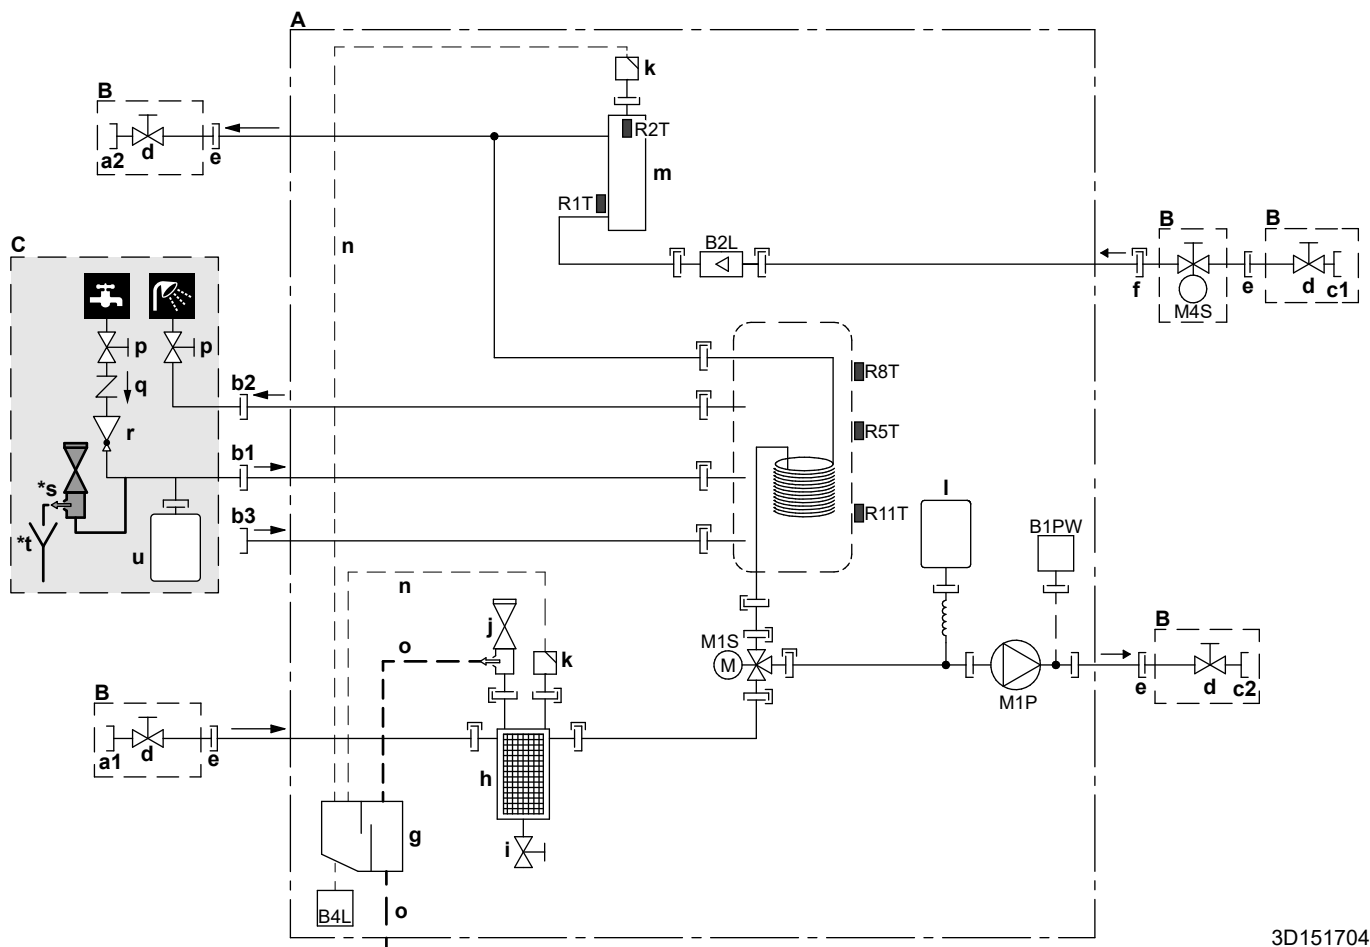 A
k
B
R2T
d
e
a2
m
R1T
n
B2L
B
B
C
f
e
d
c1
M4S
p
p
q
b2
R8T
r
R5T
b1
*s
l
R11T
b3
B1PW
*t
u
n
j
M1S
B
o
k
M
B
M1P
e
d
c2
a1
d
e
h
g
i
B4L
o
3D151704